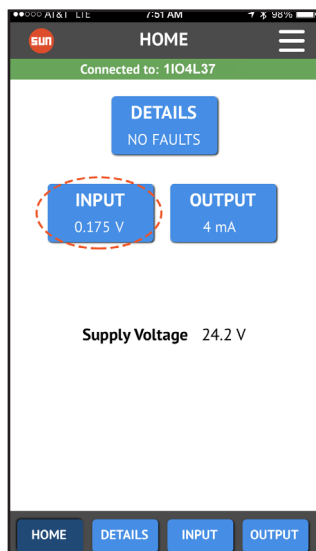 ●●○○○ AT&T LTE 7:51 AM 98%
sun HOME
Connected to: 1IO4L37
DETAILS
NO FAULTS
INPUT OUTPUT
0.175 V 4 mA
Supply Voltage 24.2 V
HOME DETAILS INPUT OUTPUT